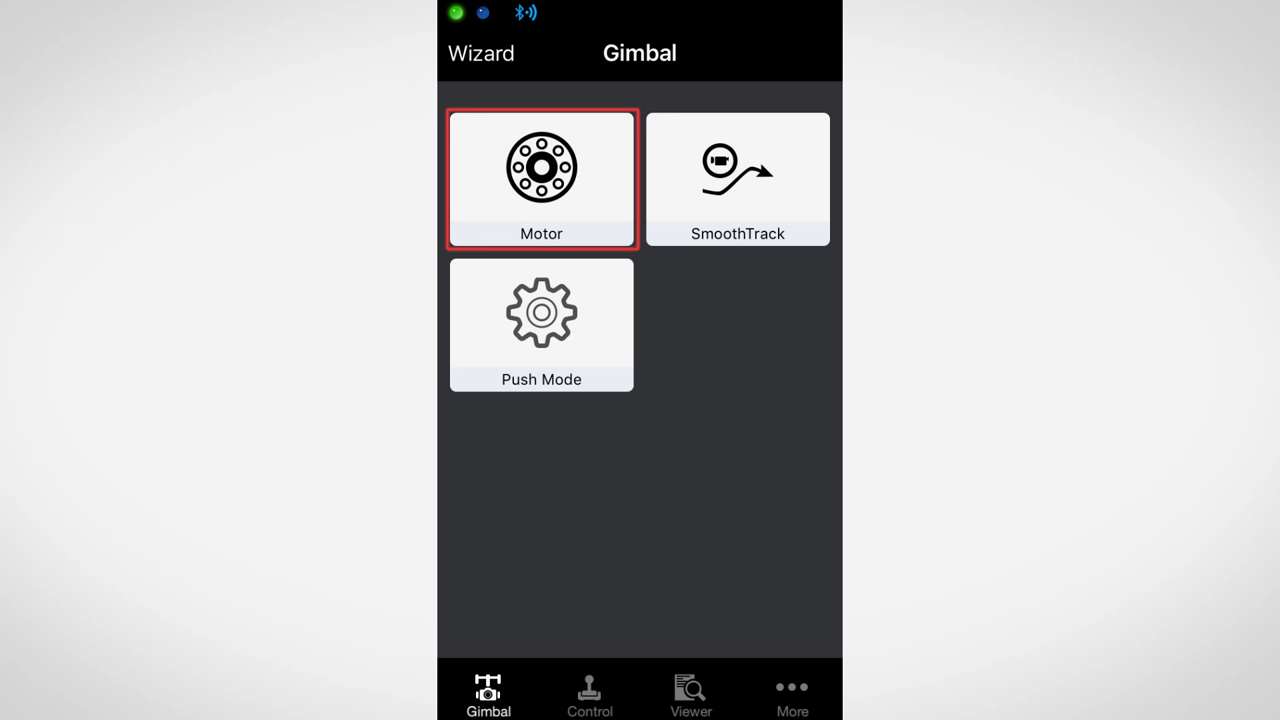 Wizard
Gimbal
Motor
SmoothTrack
Push Mode
Gimbal
Control
Viewer
More